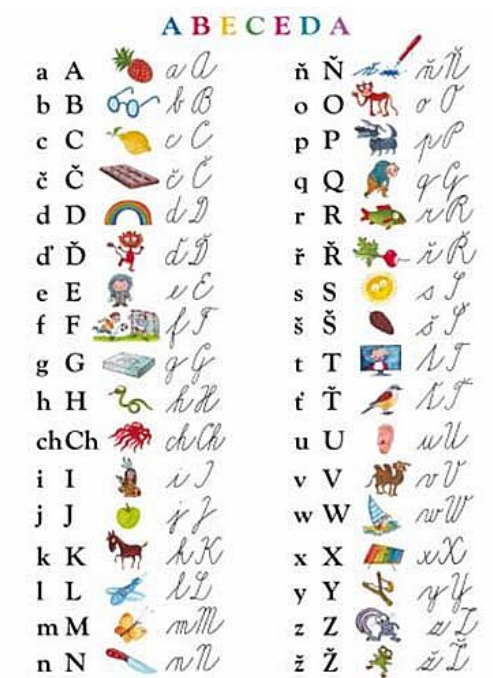 ABECEDA
a A a A
b B b B
c C c C
č Č č Č
d D d D
ď Ď ď Ď
e E e E
f F f F
g G g G
h H h H
ch Ch ch Ch
i I i I
j J j J
k K k K
l L l L
m M m M
n N n N
ň Ň ň Ň
o O o O
p P p P
q Q q Q
r R r R
ř Ř ř Ř
s S s S
š Š š Š
t T t T
ť Ť ť Ť
u U u U
v V v V
w W w W
x X x X
y Y y Y
z Z z Z
ž Ž ž Ž